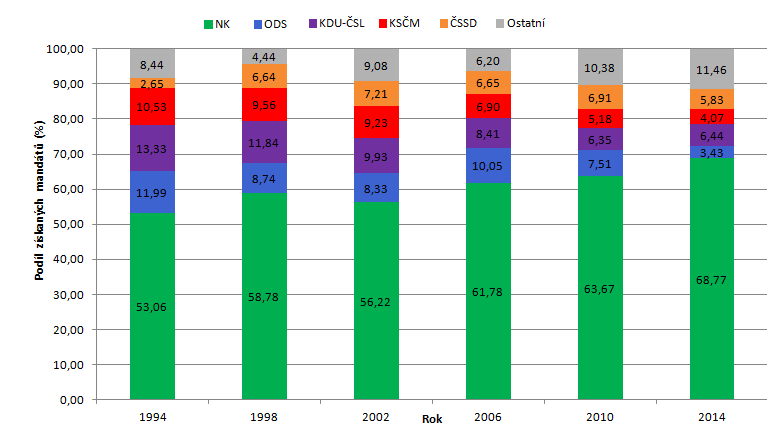 NK ODS KDU-ČSL KSČM ČSSD Ostatní
Podíl získaných mandátů (%)
100,00
90,00
80,00
70,00
60,00
50,00
40,00
30,00
20,00
10,00
0,00
8,44 4,44 9,08 6,20 10,38 11,46
2,65 6,64 7,21 6,65 6,91 5,83
10,53 9,56 9,23 6,90 5,18 4,07
13,33 11,84 9,93 8,41 6,35 6,44
11,99 8,74 8,33 10,05 7,51 3,43
53,06 58,78 56,22 61,78 63,67 68,77
1994 1998 2002 2006 2010 2014
Rok